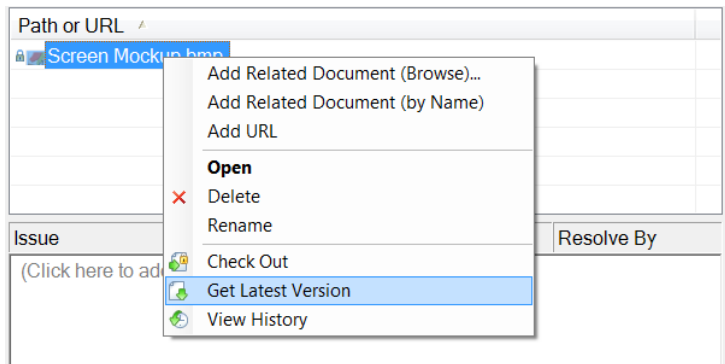 Path or URL
Screen Mockup.bmp
Add Related Document (Browse)...
Add Related Document (by Name)
Add URL
Open
Delete
Rename
Issue
Resolve By
(Click here to ad
Check Out
Get Latest Version
View History